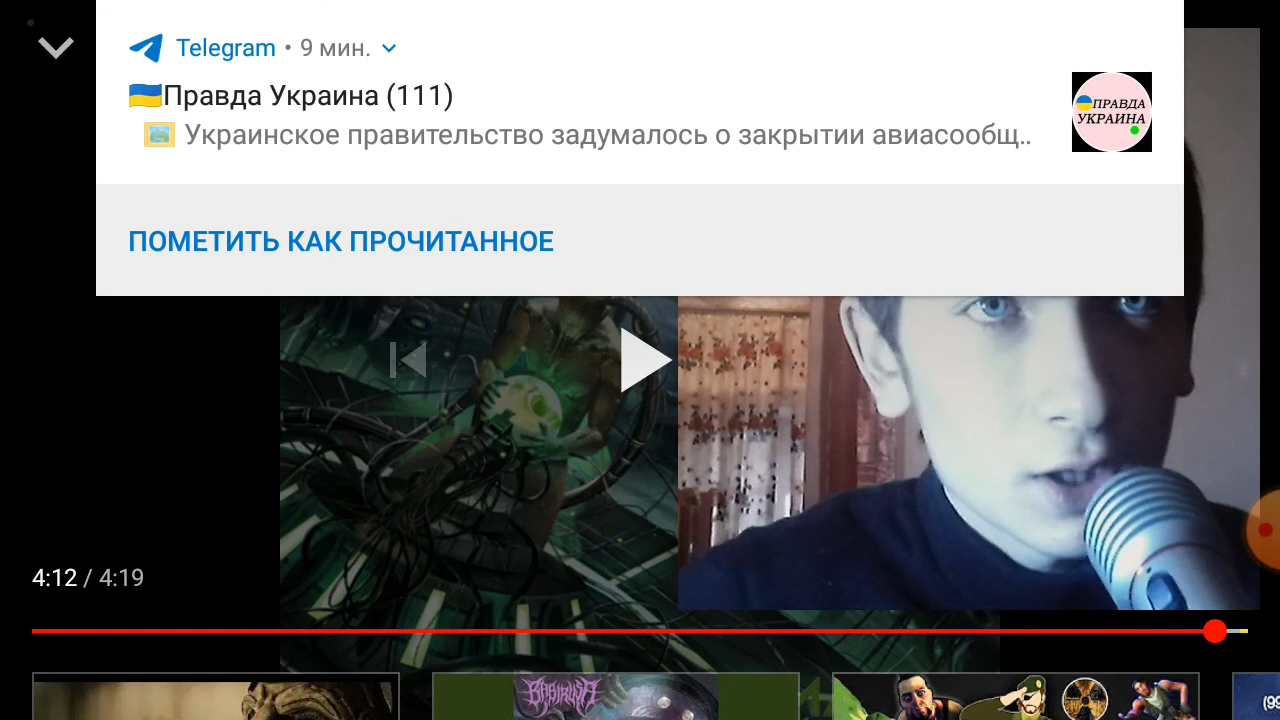 Telegram • 9 мин.
🇺🇦Правда Украина (111)
🖼 Украинское правительство задумалось о закрытии авиасообщ..
ПРАВДА
УКРАИНА
ПОМЕТИТЬ КАК ПРОЧИТАННОЕ
4:12 / 4:19